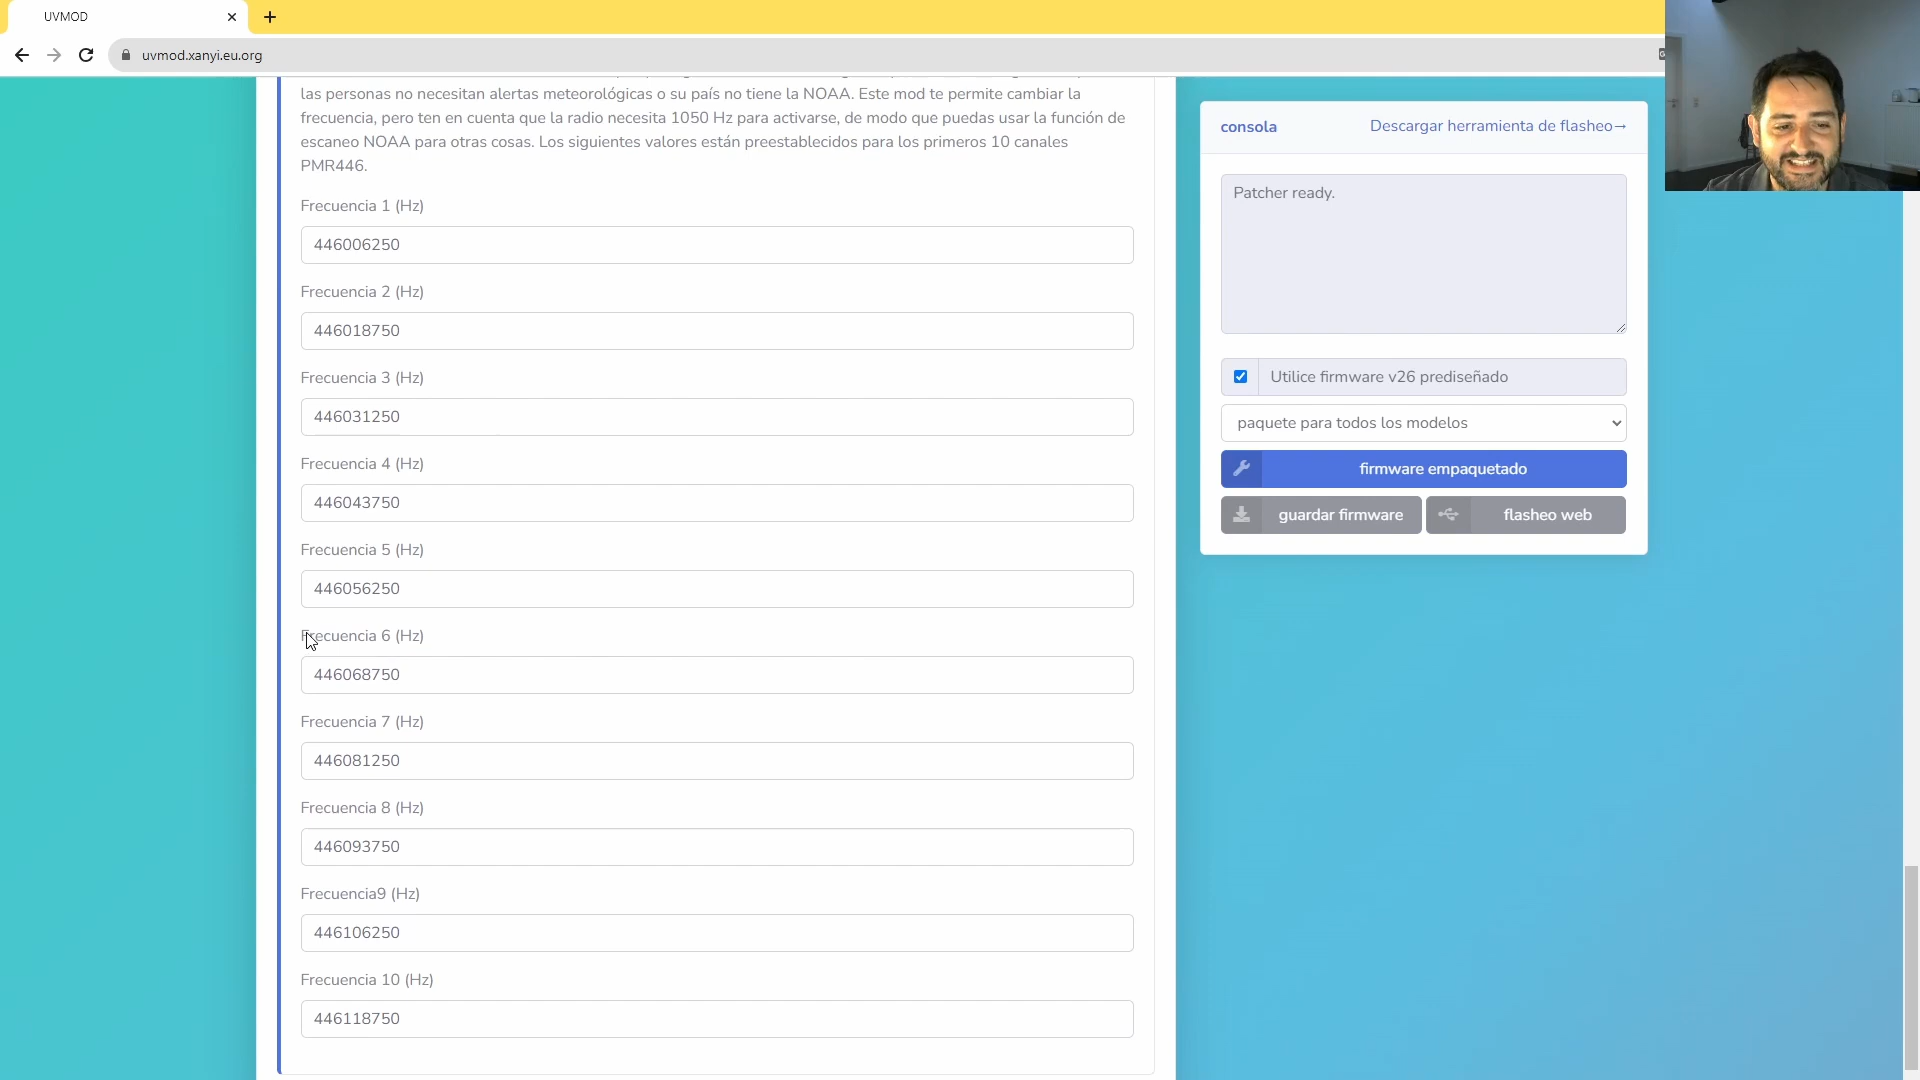 UVMOD
uvmod.xanyi.eu.org
las personas no necesitan alertas meteorológicas o su país no tiene la NOAA. Este mod te permite cambiar la
frecuencia, pero ten en cuenta que la radio necesita 1050 Hz para activarse, de modo que puedas usar la función de
escaneo NOAA para otras cosas. Los siguientes valores están preestablecidos para los primeros 10 canales
PMR446.
Frecuencia 1 (Hz)
446006250
Frecuencia 2 (Hz)
446018750
Frecuencia 3 (Hz)
446031250
Frecuencia 4 (Hz)
446043750
Frecuencia 5 (Hz)
446056250
Frecuencia 6 (Hz)
446068750
Frecuencia 7 (Hz)
446081250
Frecuencia 8 (Hz)
446093750
Frecuencia9 (Hz)
446106250
Frecuencia 10 (Hz)
446118750
consola
Descargar herramienta de flasheo→
Patcher ready.
Utilice firmware v26 prediseñado
paquete para todos los modelos
firmware empaquetado
guardar firmware
flasheo web